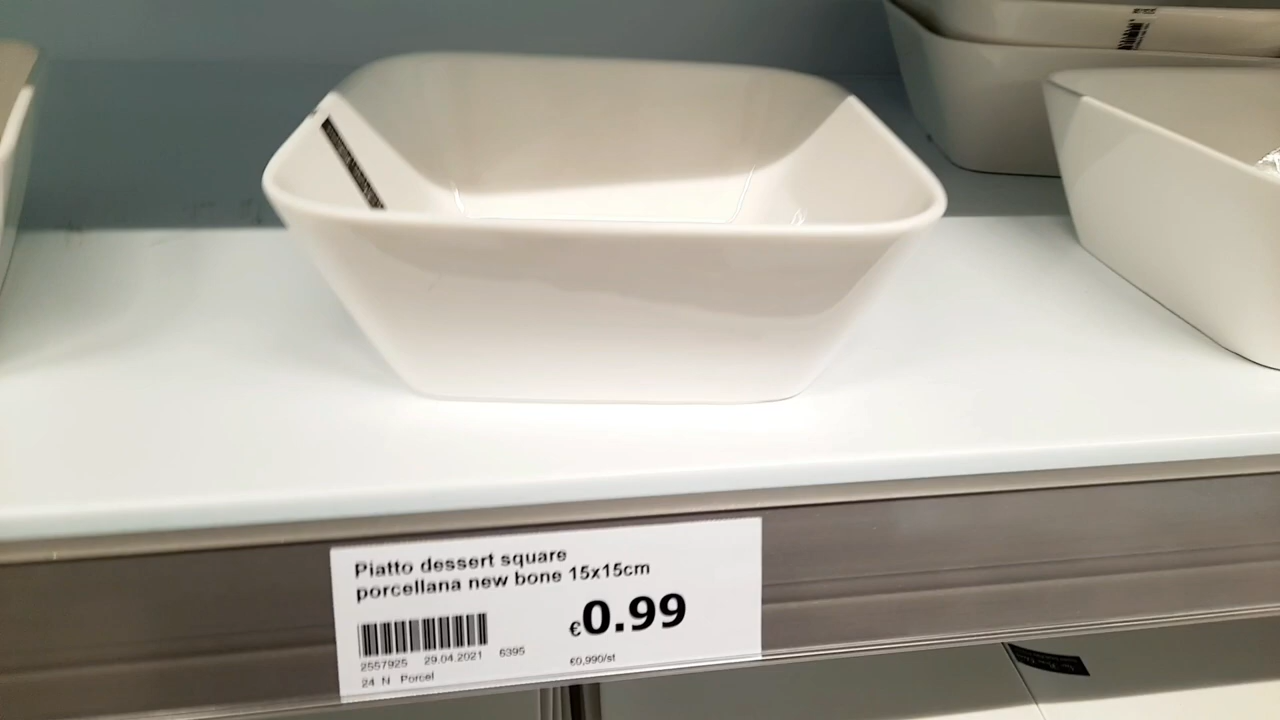 Piatto dessert square
porcellana new bone 15x15cm
€0.99
2557925 29.04.2021 6395
€0,990/st
24 N Porcel